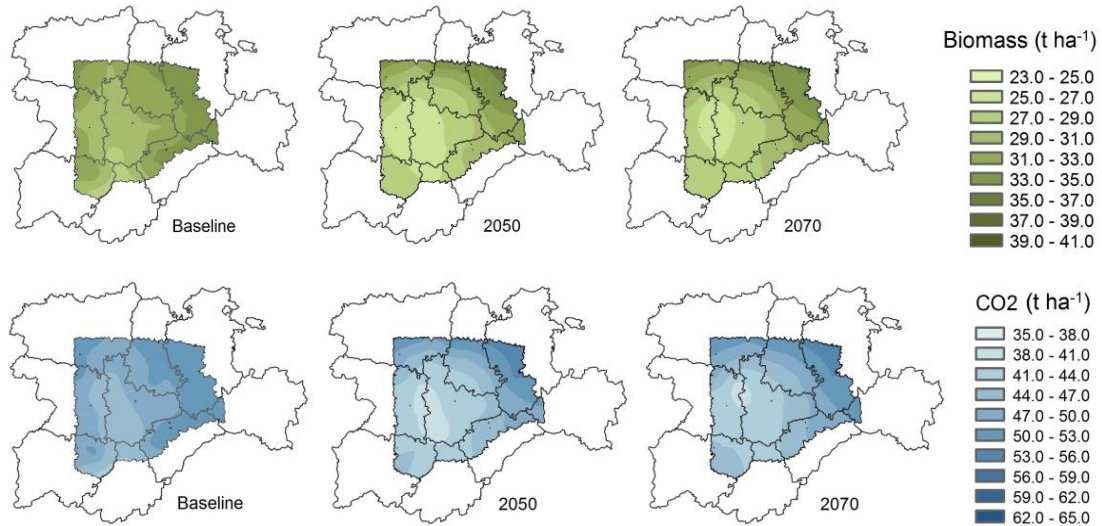 Biomass (t ha⁻¹)
23.0 - 25.0
25.0 - 27.0
27.0 - 29.0
29.0 - 31.0
31.0 - 33.0
33.0 - 35.0
35.0 - 37.0
37.0 - 39.0
39.0 - 41.0
Baseline
2050
2070
CO2 (t ha⁻¹)
35.0 - 38.0
38.0 - 41.0
41.0 - 44.0
44.0 - 47.0
47.0 - 50.0
50.0 - 53.0
53.0 - 56.0
56.0 - 59.0
59.0 - 62.0
62.0 - 65.0
Baseline
2050
2070